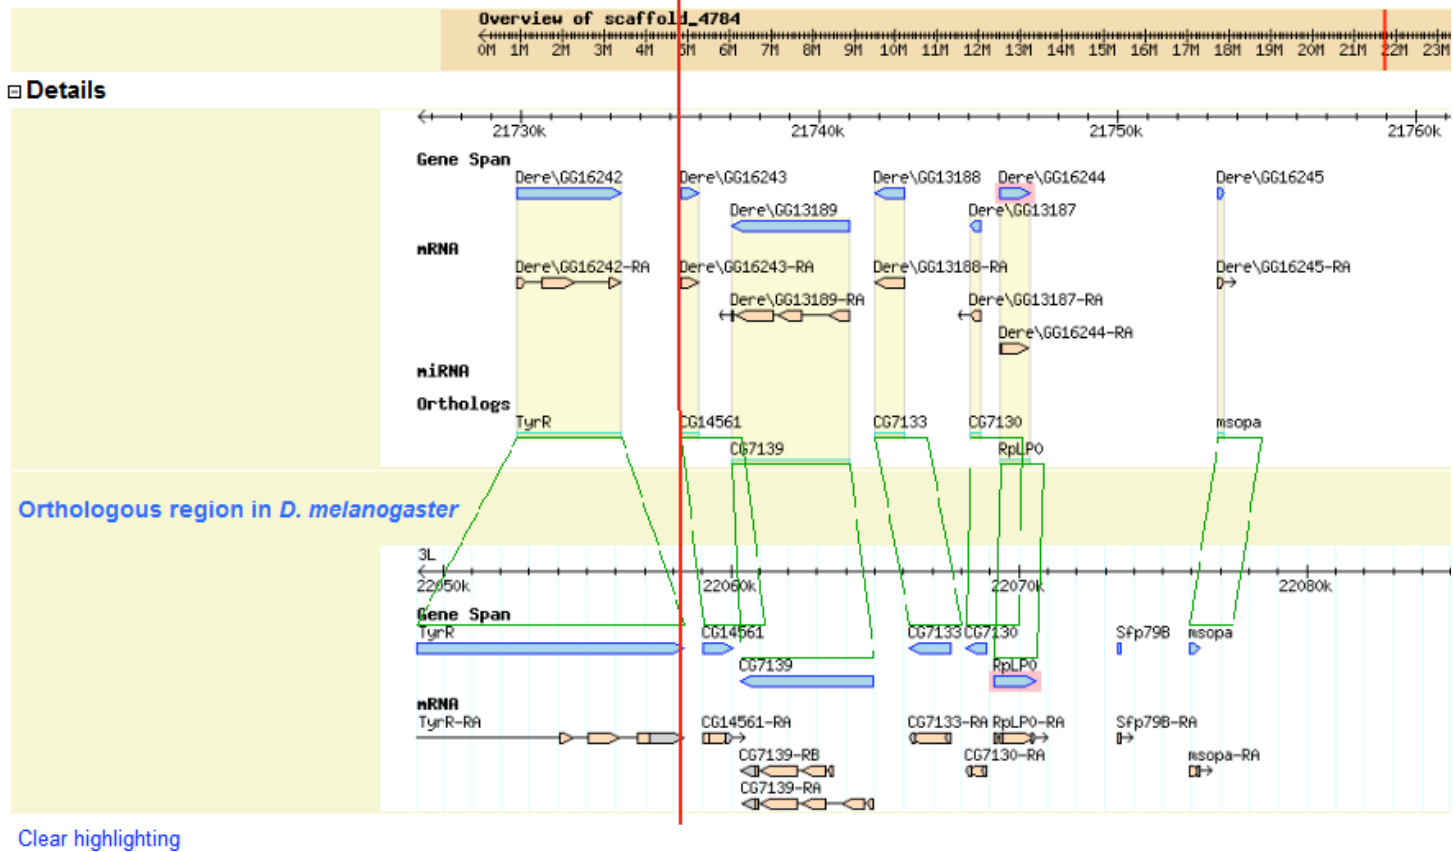 Overview of scaffold_4784
0M 1M 2M 3M 4M 5M 6M 7M 8M 9M 10M 11M 12M 13M 14M 15M 16M 17M 18M 19M 20M 21M 22M 23M
Details
21730k 21740k 21750k 21760k
Gene Span
Dere\GG16242 Dere\GG16243 Dere\GG13188 Dere\GG16244 Dere\GG16245
Dere\GG13189 Dere\GG13187
mRNA
Dere\GG16242-RA Dere\GG16243-RA Dere\GG13188-RA Dere\GG16245-RA
Dere\GG13189-RA Dere\GG13187-RA
Dere\GG16244-RA
miRNA
Orthologs
TyrR CG14561 CG7133 CG7130 msopa
CG7139 RpLP0
Orthologous region in D. melanogaster
3L
22050k 22060k 22070k 22080k
Gene Span
TyrR CG14561 CG7133 CG7130 Sfp79B msopa
CG7139 RpLP0
mRNA
TyrR-RA CG14561-RA CG7133-RA RpLP0-RA Sfp79B-RA
CG7139-RB CG7130-RA msopa-RA
CG7139-RA
Clear highlighting